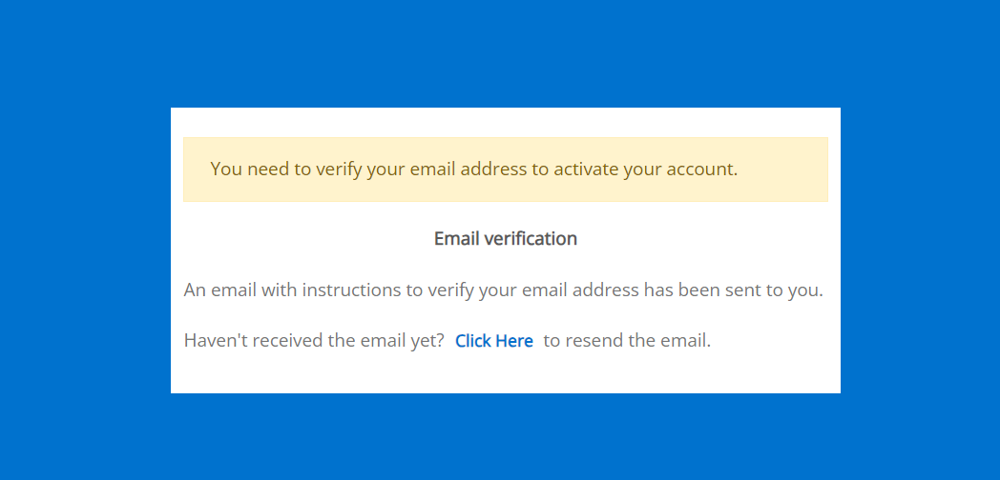 You need to verify your email address to activate your account.
Email verification
An email with instructions to verify your email address has been sent to you.
Haven't received the email yet? Click Here to resend the email.